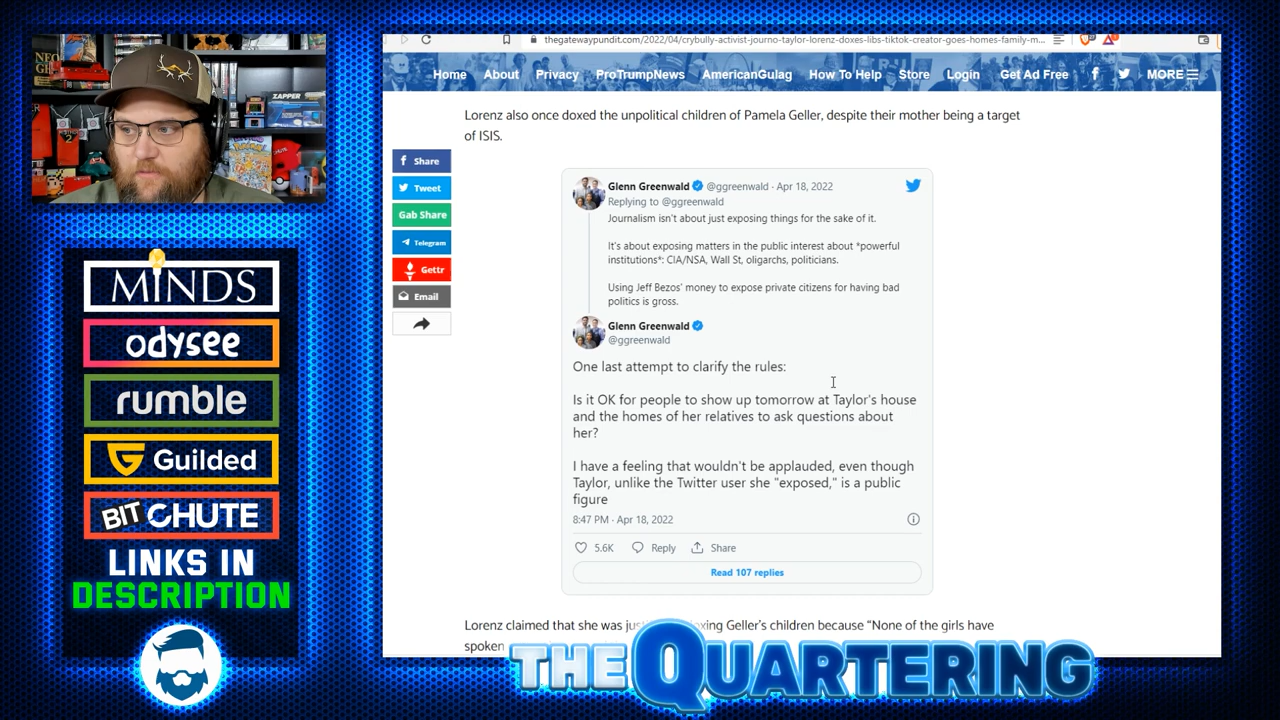 thegatewaypundit.com/2022/04/crybully-activist-journo-taylor-lorenz-doxes-libs-tiktok-creator-goes-homes-family-m...
Home About Privacy ProTrumpNews AmericanGulag How To Help Store Login Get Ad Free MORE
Lorenz also once doxed the unpolitical children of Pamela Geller, despite their mother being a target
of ISIS.
Share
Tweet
Gab Share
Telegram
Gettr
Email
Glenn Greenwald @ggreenwald · Apr 18, 2022
Replying to @ggreenwald
Journalism isn't about just exposing things for the sake of it.
It's about exposing matters in the public interest about *powerful
institutions*: CIA/NSA, Wall St, oligarchs, politicians.
Using Jeff Bezos' money to expose private citizens for having bad
politics is gross.
Glenn Greenwald
@ggreenwald
One last attempt to clarify the rules:
Is it OK for people to show up tomorrow at Taylor's house
and the homes of her relatives to ask questions about
her?
I have a feeling that wouldn't be applauded, even though
Taylor, unlike the Twitter user she "exposed," is a public
figure
8:47 PM · Apr 18, 2022
5.6K Reply Share
Read 107 replies
Lorenz claimed that she was doxing Geller's children because "None of the girls have
spoken
ZAPPER
MINDS
odysee
rumble
Guilded
BITCHUTE
LINKS IN
DESCRIPTION
THE QUARTERING